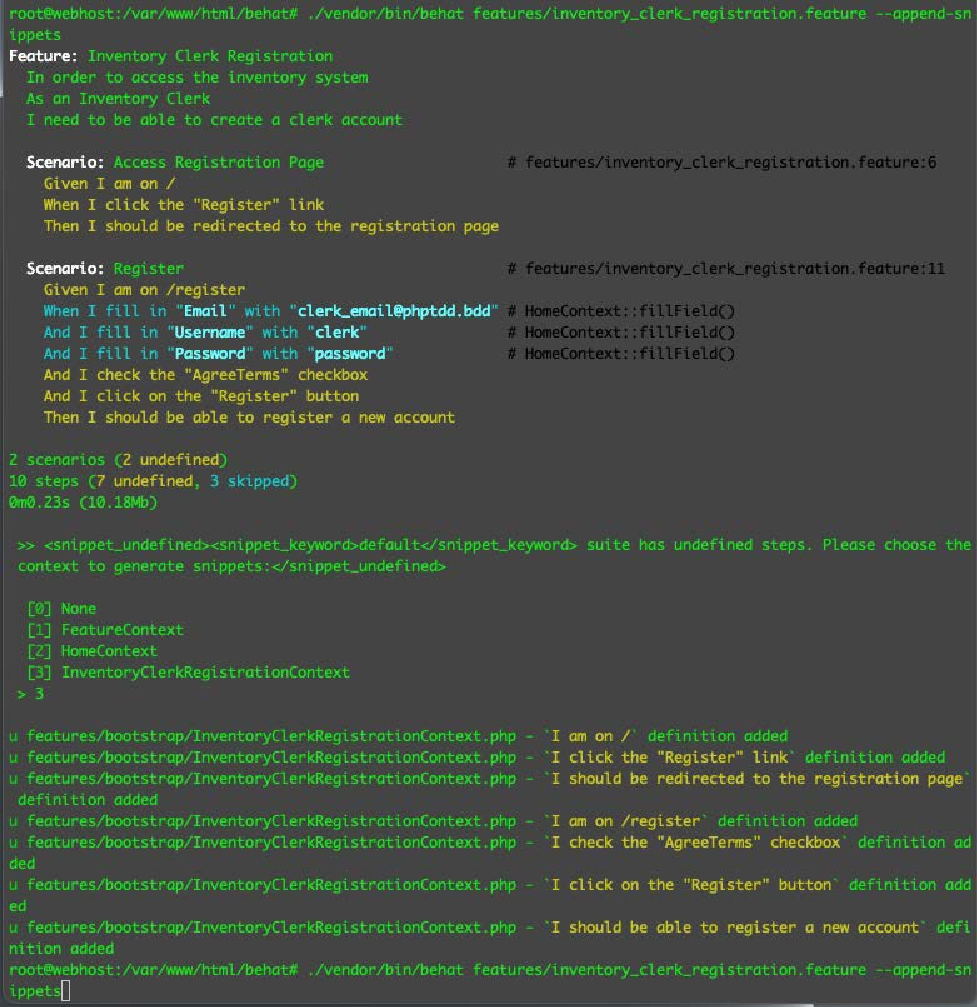 root@webhost:/var/www/html/behat# ./vendor/bin/behat features/inventory_clerk_registration.feature --append-sn
ippets
Feature: Inventory Clerk Registration
  In order to access the inventory system
  As an Inventory Clerk
  I need to be able to create a clerk account

  Scenario: Access Registration Page                     # features/inventory_clerk_registration.feature:6
    Given I am on /
    When I click the "Register" link
    Then I should be redirected to the registration page

  Scenario: Register                                     # features/inventory_clerk_registration.feature:11
    Given I am on /register
    When I fill in "Email" with "clerk_email@phptdd.bdd" # HomeContext::fillField()
    And I fill in "Username" with "clerk"                # HomeContext::fillField()
    And I fill in "Password" with "password"             # HomeContext::fillField()
    And I check the "AgreeTerms" checkbox
    And I click on the "Register" button
    Then I should be able to register a new account

2 scenarios (2 undefined)
10 steps (7 undefined, 3 skipped)
0m0.23s (10.18Mb)

 >> <snippet_undefined><snippet_keyword>default</snippet_keyword> suite has undefined steps. Please choose the
 context to generate snippets:</snippet_undefined>

  [0] None
  [1] FeatureContext
  [2] HomeContext
  [3] InventoryClerkRegistrationContext
 > 3

u features/bootstrap/InventoryClerkRegistrationContext.php - `I am on /` definition added
u features/bootstrap/InventoryClerkRegistrationContext.php - `I click the "Register" link` definition added
u features/bootstrap/InventoryClerkRegistrationContext.php - `I should be redirected to the registration page`
 definition added
u features/bootstrap/InventoryClerkRegistrationContext.php - `I am on /register` definition added
u features/bootstrap/InventoryClerkRegistrationContext.php - `I check the "AgreeTerms" checkbox` definition ad
ded
u features/bootstrap/InventoryClerkRegistrationContext.php - `I click on the "Register" button` definition add
ed
u features/bootstrap/InventoryClerkRegistrationContext.php - `I should be able to register a new account` defi
nition added
root@webhost:/var/www/html/behat# ./vendor/bin/behat features/inventory_clerk_registration.feature --append-sn
ippets